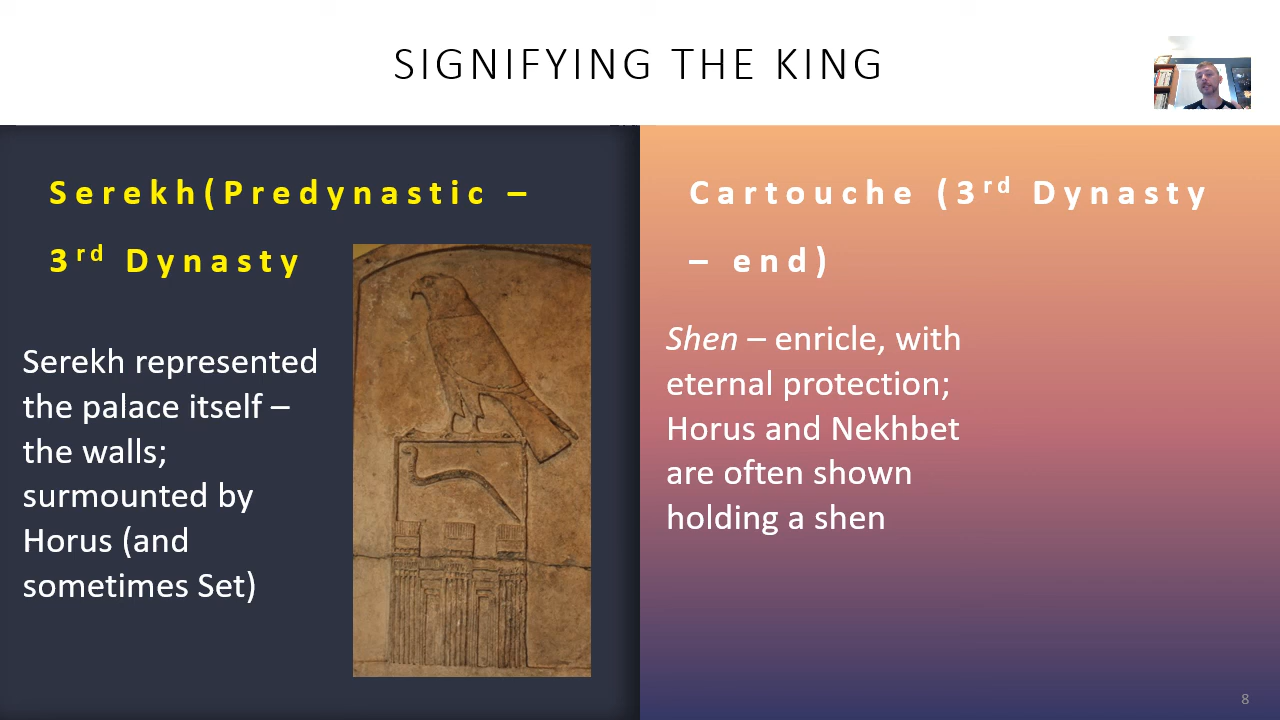 SIGNIFYING THE KING
Serekh(Predynastic –
3rd Dynasty
Serekh represented
the palace itself –
the walls;
surmounted by
Horus (and
sometimes Set)
Cartouche (3rd Dynasty
– end)
Shen – enricle, with
eternal protection;
Horus and Nekhbet
are often shown
holding a shen
8